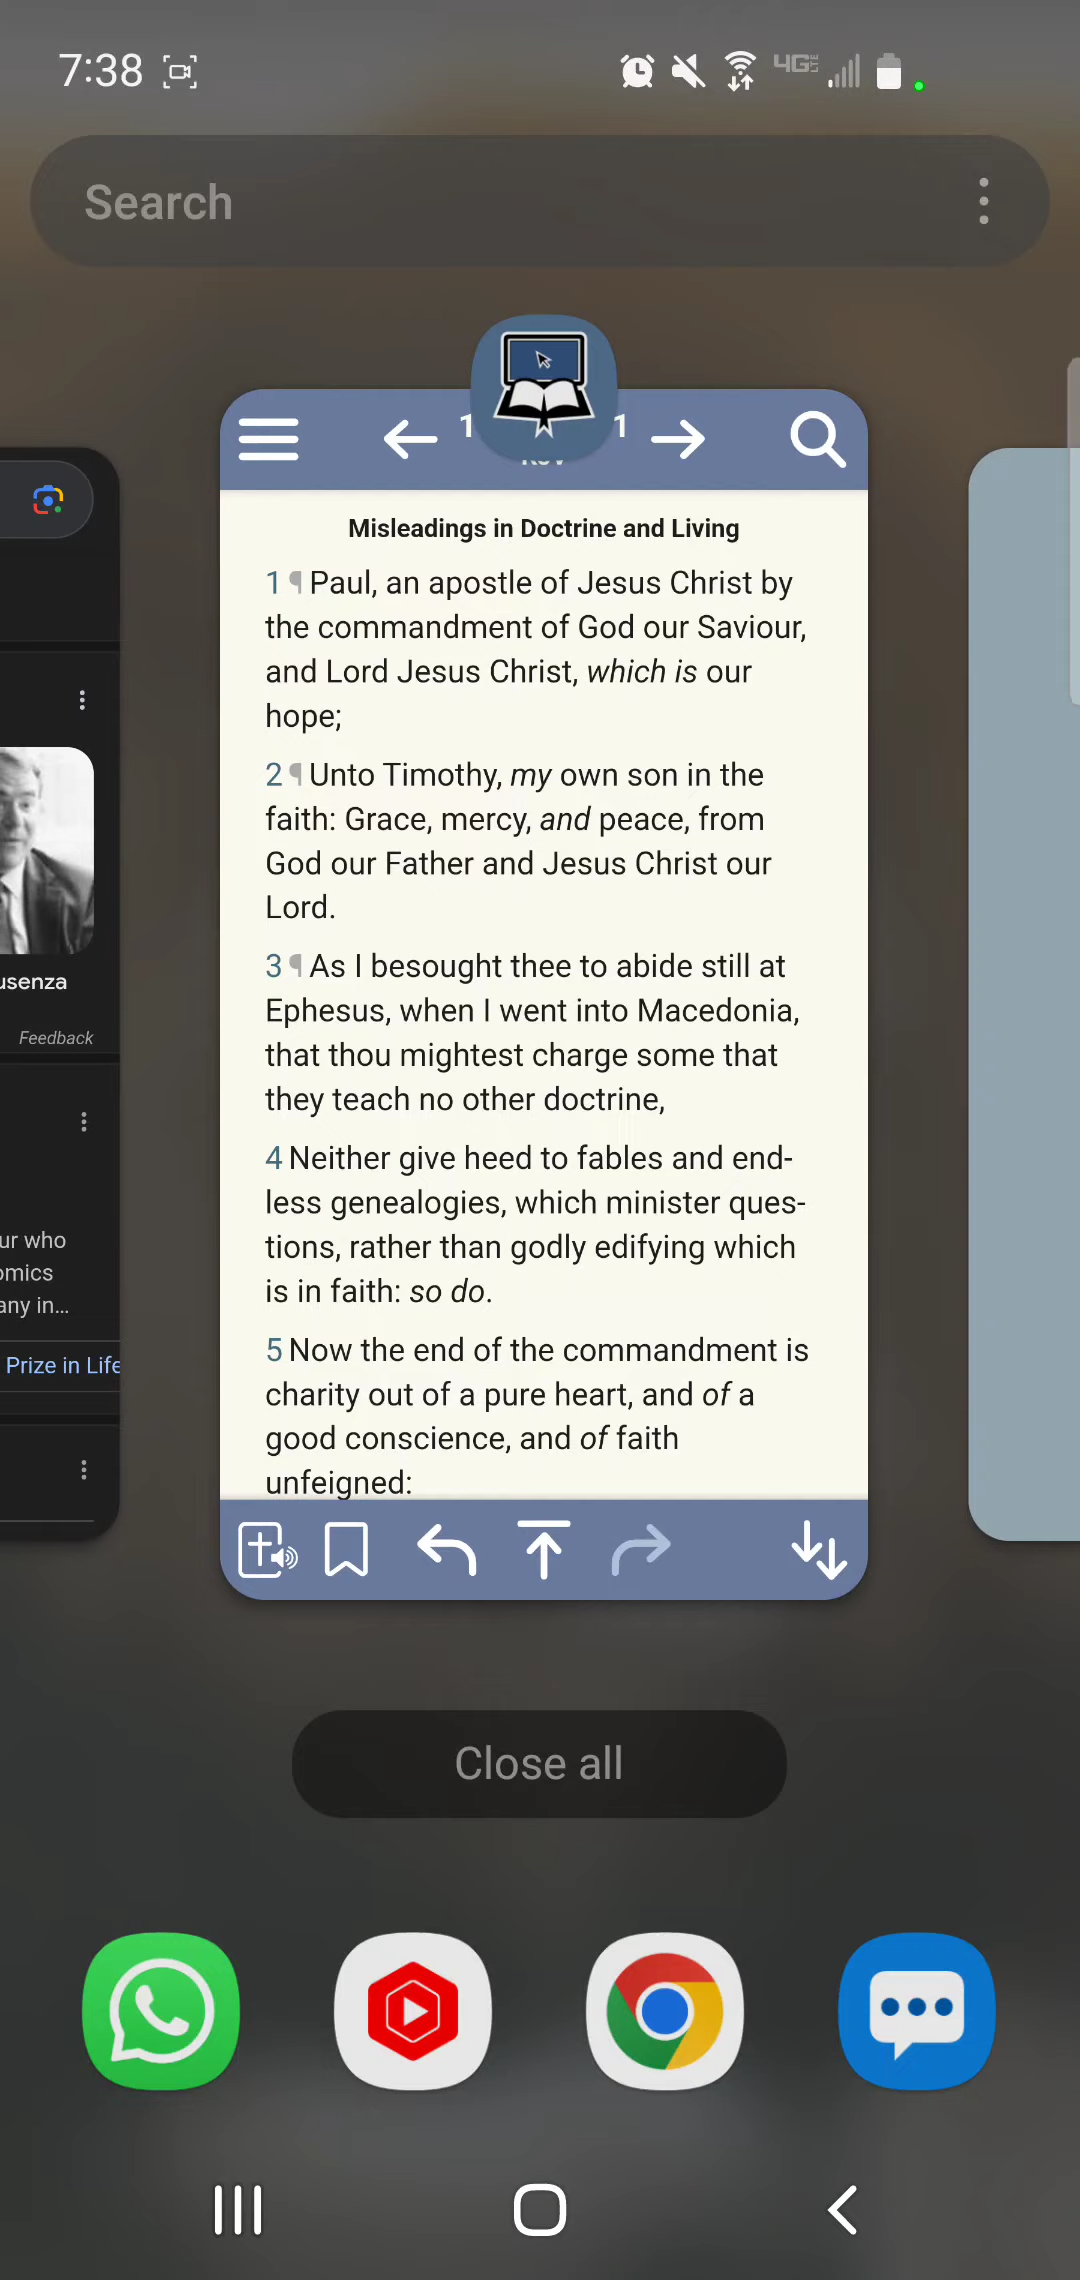 7:38
4G LTE
Search
1 1
Misleadings in Doctrine and Living
1 ¶ Paul, an apostle of Jesus Christ by
the commandment of God our Saviour,
and Lord Jesus Christ, which is our
hope;
2 ¶ Unto Timothy, my own son in the
faith: Grace, mercy, and peace, from
God our Father and Jesus Christ our
Lord.
3 ¶ As I besought thee to abide still at
Ephesus, when I went into Macedonia,
that thou mightest charge some that
they teach no other doctrine,
4 Neither give heed to fables and end-
less genealogies, which minister ques-
tions, rather than godly edifying which
is in faith: so do.
5 Now the end of the commandment is
charity out of a pure heart, and of a
good conscience, and of faith
unfeigned:
usenza
Feedback
ur who
omics
any in...
Prize in Life
Close all